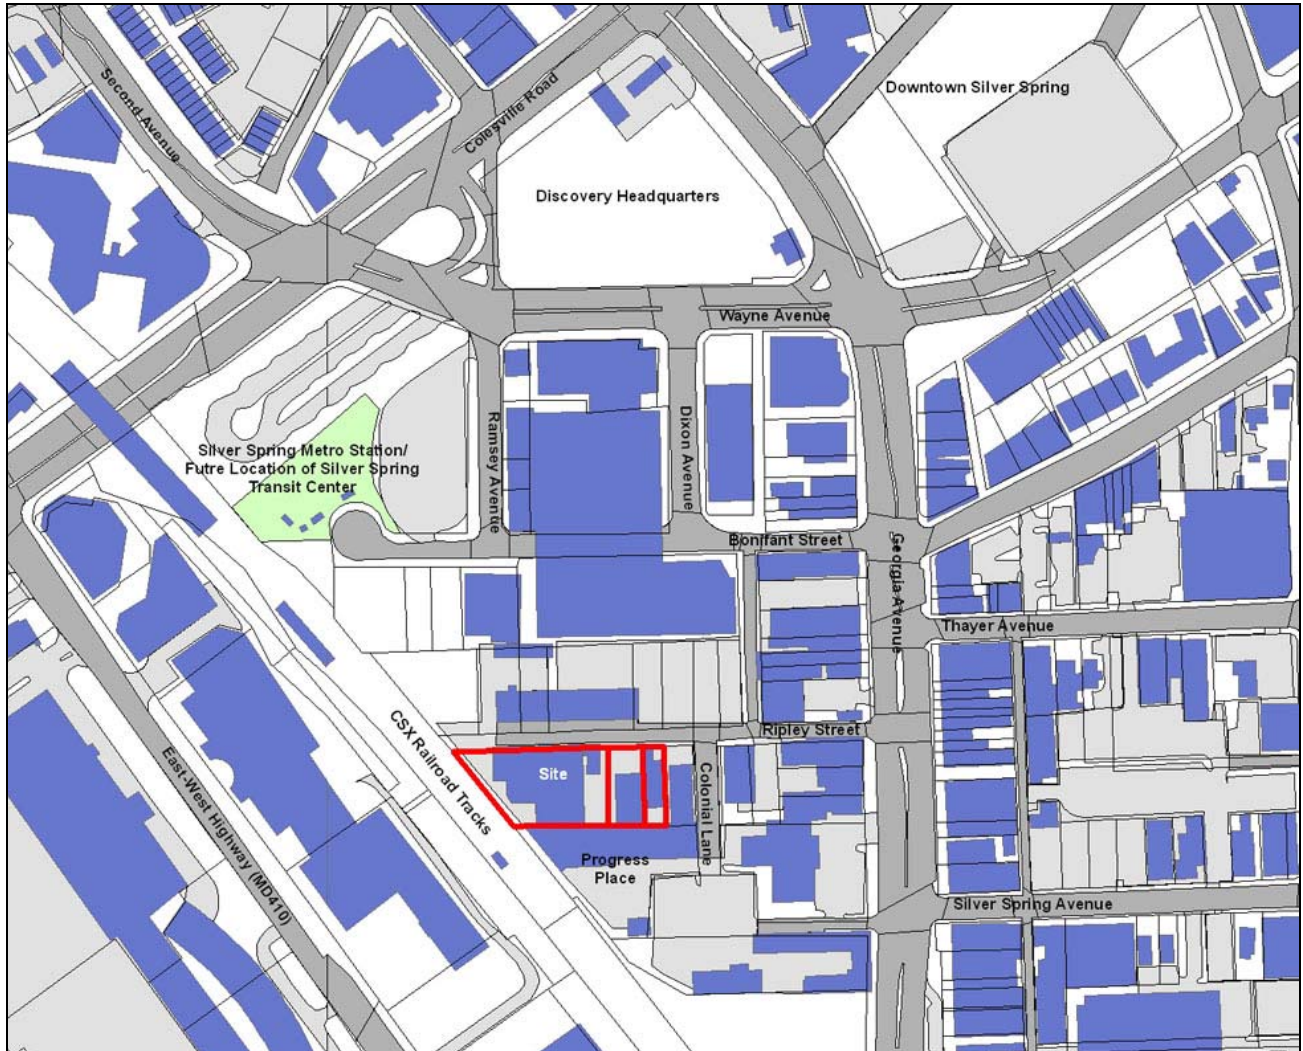 Second Avenue
Colesville Road
Downtown Silver Spring
Discovery Headquarters
Wayne Avenue
Ramsey Avenue
Dixon Avenue
Silver Spring Metro Station/
Futre Location of Silver Spring
Transit Center
Bonifant Street
Georgia Avenue
Thayer Avenue
CSX Railroad Tracks
Ripley Street
Site
Colonial Lane
East-West Highway (MD410)
Progress
Place
Silver Spring Avenue